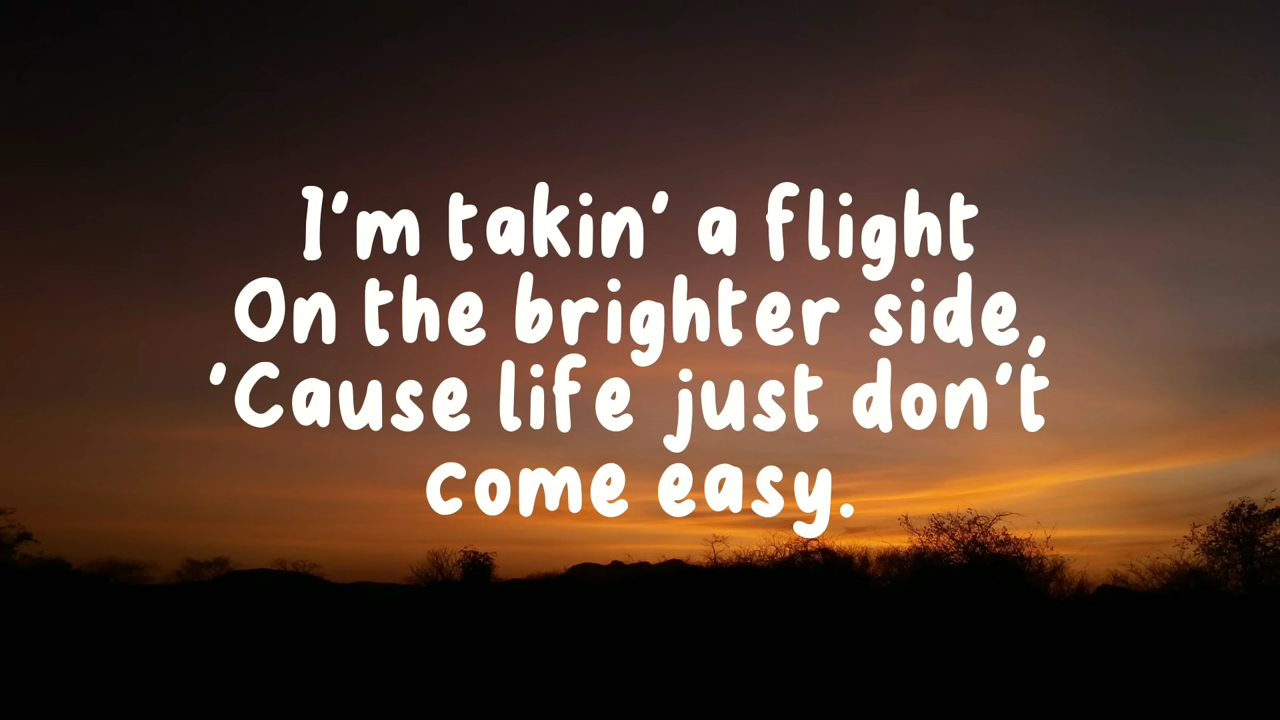 I'm takin' a flight
On the brighter side,
'Cause life just don't
come easy.